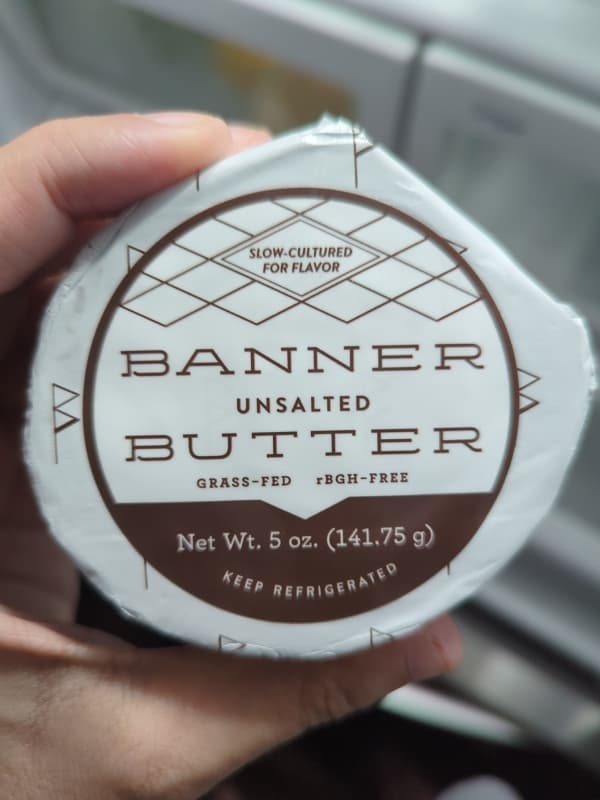 SLOW-CULTURED
FOR FLAVOR
BANNER
UNSALTED
BUTTER
GRASS-FED rBGH-FREE
Net Wt. 5 oz. (141.75 g)
KEEP REFRIGERATED